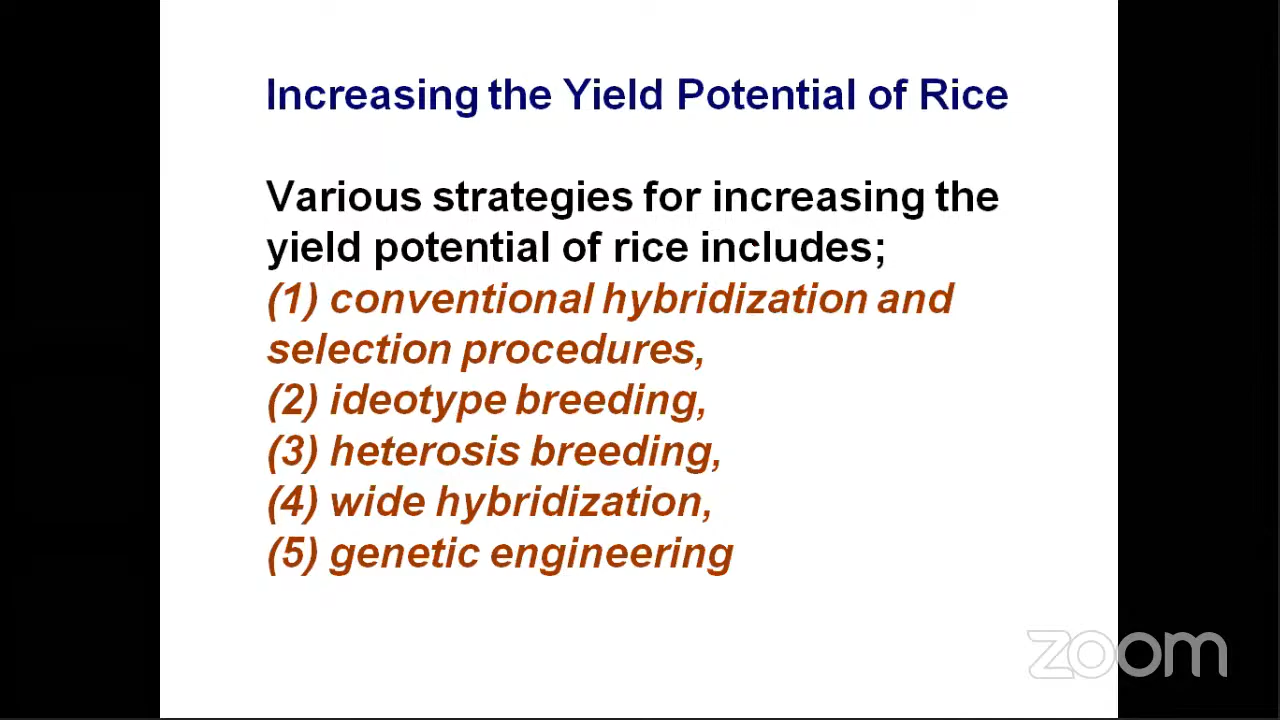 Increasing the Yield Potential of Rice
Various strategies for increasing the
yield potential of rice includes;
(1) conventional hybridization and
selection procedures,
(2) ideotype breeding,
(3) heterosis breeding,
(4) wide hybridization,
(5) genetic engineering
zoom